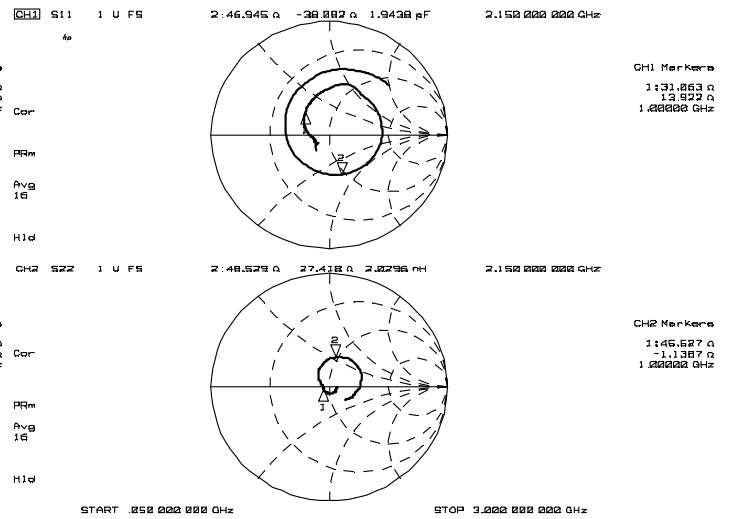 CH1 S11 1 U FS 2:46.945 Ω -38.082 Ω 1.9438 pF 2.150 000 000 GHz
hp
CH1 Markers
1:31.063 Ω
13.922 Ω
1.00000 GHz
Cor
PRm
Avg
16
Hld
1
2
CH2 S22 1 U FS 2:48.529 Ω 27.418 Ω 2.0296 nH 2.150 000 000 GHz
CH2 Markers
1:46.627 Ω
-1.1387 Ω
1.00000 GHz
Cor
PRm
Avg
16
Hld
2
1
START .050 000 000 GHz STOP 3.000 000 000 GHz